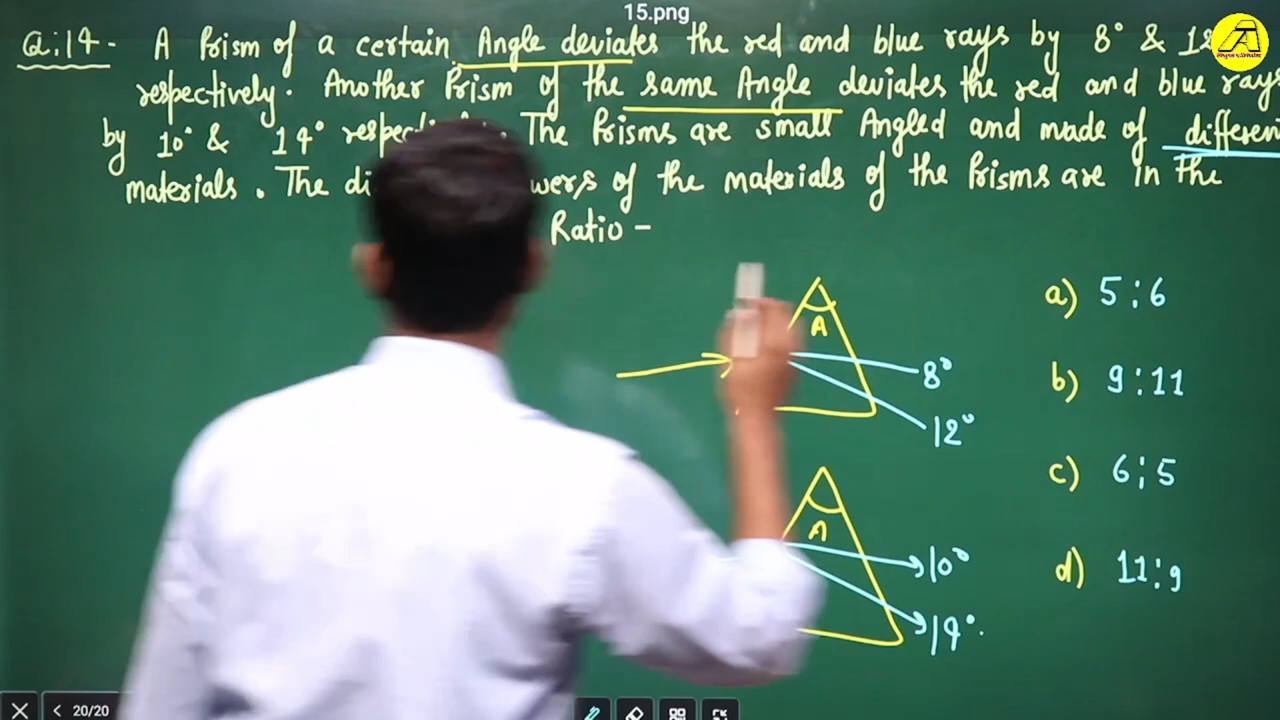 15.png
Q:14- A Prism of a certain Angle deviates the red and blue rays by 8° &
respectively. Another Prism of the same Angle deviates the red and blue rays
by 10° & 14° The Prisms are small Angled and made of
materials. The of the materials of the Prisms are in the
Ratio -
A
8°
12°
A
10°
14°.
a) 5:6
b) 9:11
c) 6:5
d) 11:9
20/20